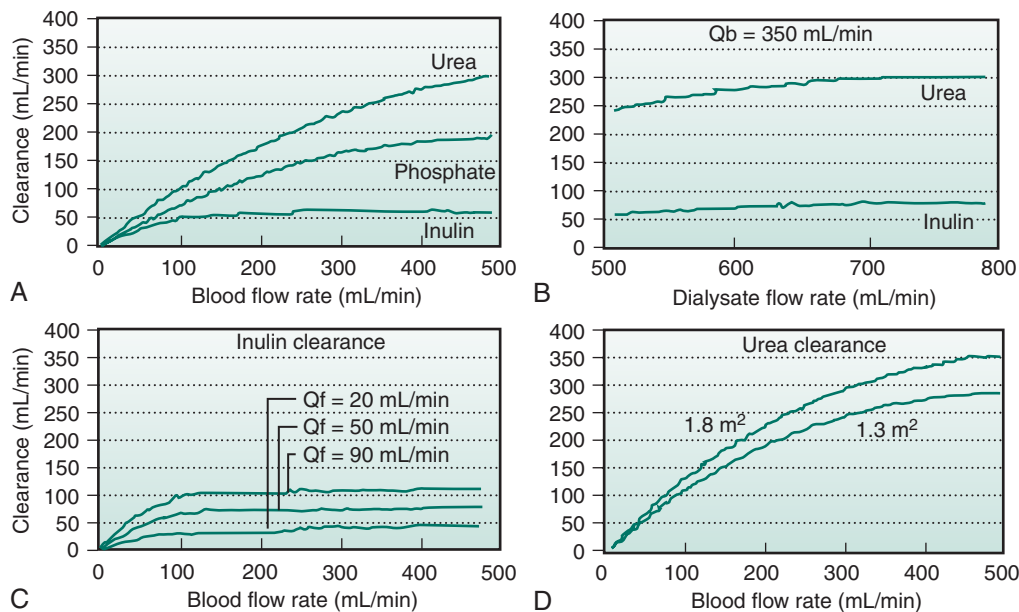 400
350
300
250
200
150
100
50
0
Clearance (mL/min)
Urea
Phosphate
Inulin
0 100 200 300 400 500
Blood flow rate (mL/min)
A
400
350
300
250
200
150
100
50
0
Qb = 350 mL/min
Urea
Inulin
500 600 700 800
Dialysate flow rate (mL/min)
B
400
350
300
250
200
150
100
50
0
Clearance (mL/min)
Inulin clearance
Qf = 20 mL/min
Qf = 50 mL/min
Qf = 90 mL/min
0 100 200 300 400 500
Blood flow rate (mL/min)
C
400
350
300
250
200
150
100
50
0
Urea clearance
1.8 m²
1.3 m²
0 100 200 300 400 500
Blood flow rate (mL/min)
D